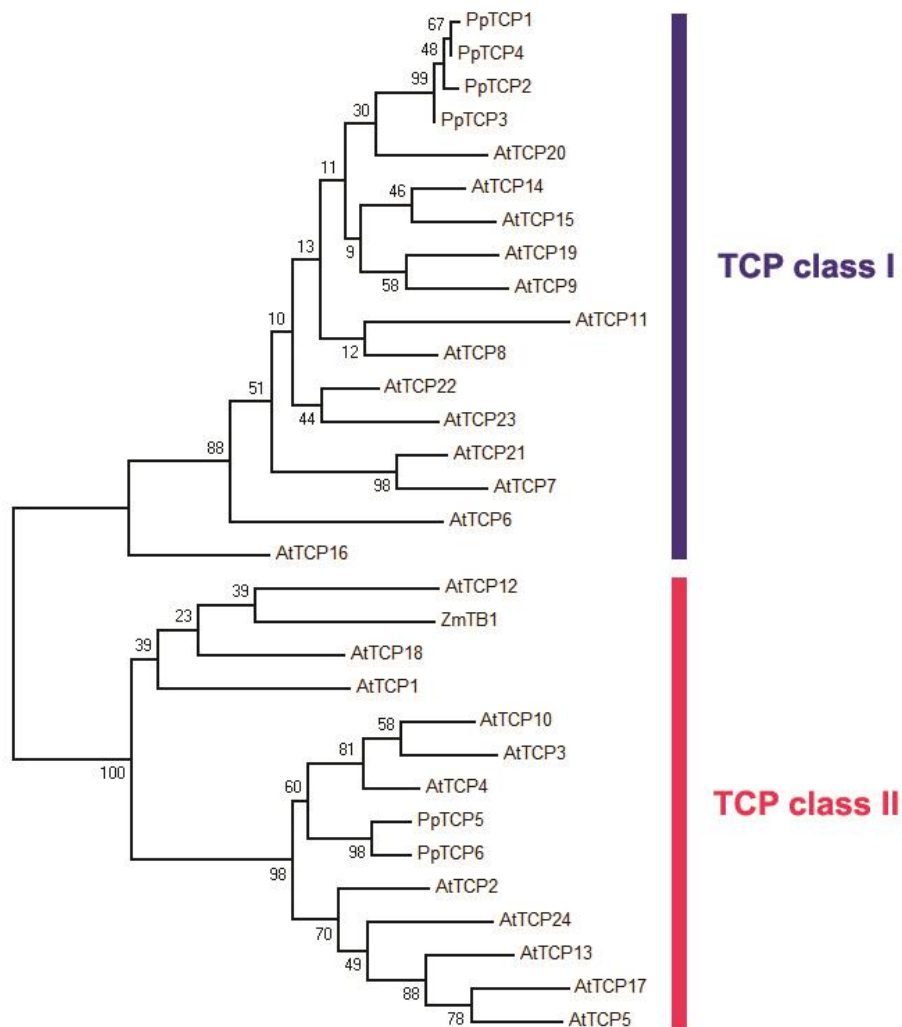 67
PpTCP1
48
PpTCP4
99
PpTCP2
PpTCP3
30
AtTCP20
11
46
AtTCP14
AtTCP15
13
9
AtTCP19
58
AtTCP9
TCP class I
10
AtTCP11
12
AtTCP8
51
AtTCP22
44
AtTCP23
88
AtTCP21
98
AtTCP7
AtTCP6
AtTCP16
39
AtTCP12
23
ZmTB1
39
AtTCP18
AtTCP1
58
AtTCP10
81
AtTCP3
100
60
AtTCP4
TCP class II
PpTCP5
98
PpTCP6
98
AtTCP2
70
AtTCP24
49
AtTCP13
88
AtTCP17
78
AtTCP5